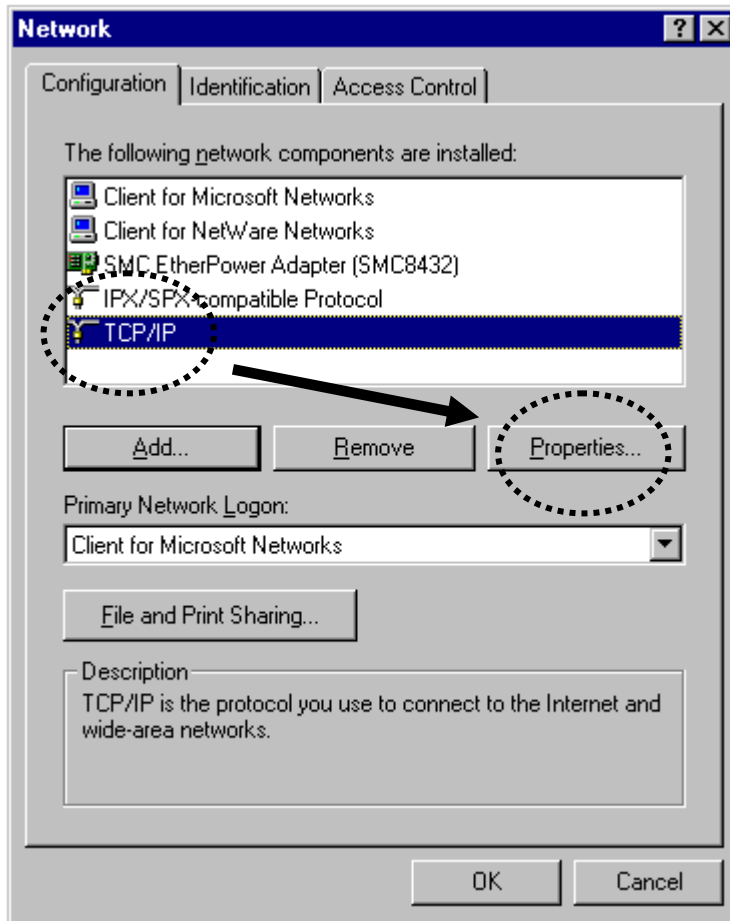 Network
Configuration Identification Access Control
The following network components are installed:
Client for Microsoft Networks
Client for NetWare Networks
SMC EtherPower Adapter (SMC8432)
IPX/SPX-compatible Protocol
TCP/IP
Add... Remove Properties...
Primary Network Logon:
Client for Microsoft Networks
File and Print Sharing...
Description
TCP/IP is the protocol you use to connect to the Internet and
wide-area networks.
OK Cancel